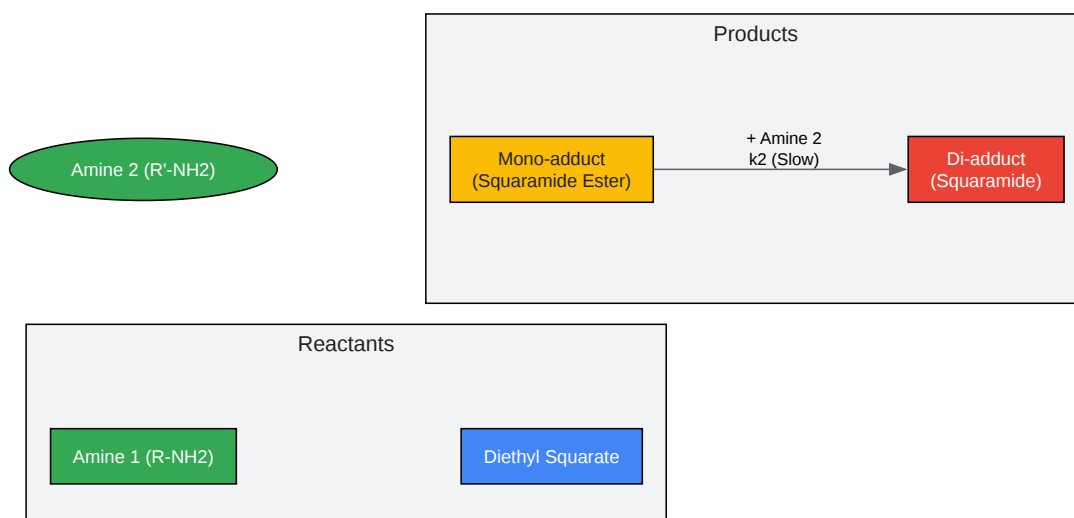 Products
+ Amine 2
k2 (Slow)
Amine 2 (R'-NH2)
Mono-adduct
(Squaramide Ester)
Di-adduct
(Squaramide)
Reactants
Amine 1 (R-NH2)
Diethyl Squarate